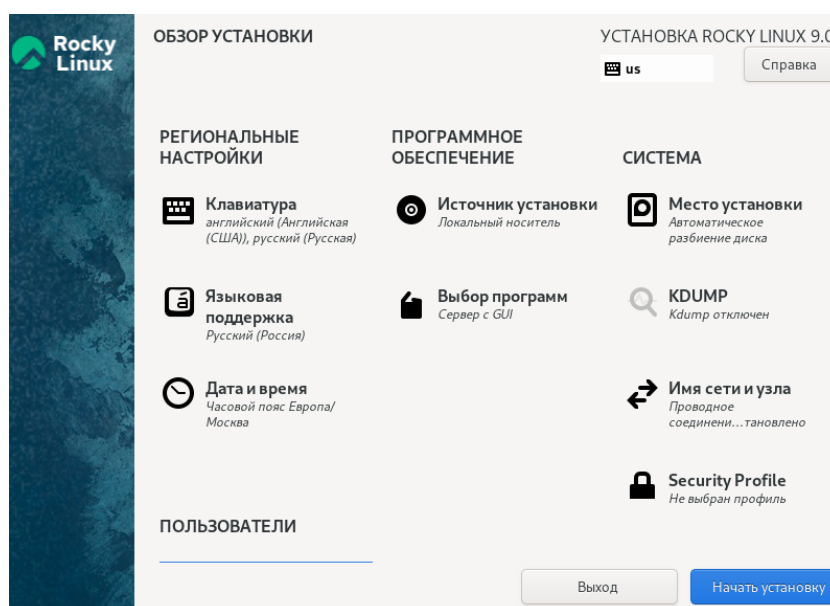 Rocky
Linux
ОБЗОР УСТАНОВКИ
УСТАНОВКА ROCKY LINUX 9.0
us
Справка
РЕГИОНАЛЬНЫЕ
НАСТРОЙКИ
Клавиатура
английский (Английская
(США)), русский (Русская)
Языковая
поддержка
Русский (Россия)
Дата и время
Часовой пояс Европа/
Москва
ПРОГРАММНОЕ
ОБЕСПЕЧЕНИЕ
Источник установки
Локальный носитель
Выбор программ
Сервер с GUI
СИСТЕМА
Место установки
Автоматическое
разбиение диска
KDUMP
Kdump отключен
Имя сети и узла
Проводное
соединени...тановлено
Security Profile
Не выбран профиль
ПОЛЬЗОВАТЕЛИ
Выход
Начать установку